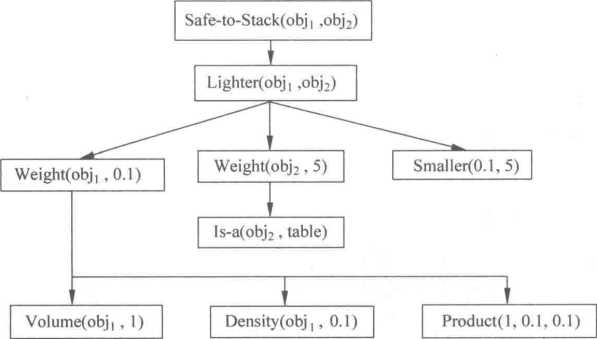 Safe-to-Stack(obj₁ ,obj₂)
Lighter(obj₁ ,obj₂)
Weight(obj₁ , 0.1)
Weight(obj₂ , 5)
Smaller(0.1, 5)
Is-a(obj₂ , table)
Volume(obj₁ , 1)
Density(obj₁ , 0.1)
Product(1, 0.1, 0.1)